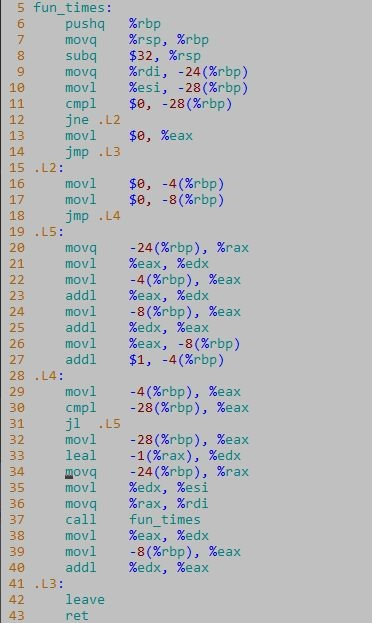 5 fun_times:
6 pushq %rbp
7 movq %rsp, %rbp
8 subq $32, %rsp
9 movq %rdi, -24(%rbp)
10 movl %esi, -28(%rbp)
11 cmpl $0, -28(%rbp)
12 jne .L2
13 movl $0, %eax
14 jmp .L3
15 .L2:
16 movl $0, -4(%rbp)
17 movl $0, -8(%rbp)
18 jmp .L4
19 .L5:
20 movq -24(%rbp), %rax
21 movl %eax, %edx
22 movl -4(%rbp), %eax
23 addl %eax, %edx
24 movl -8(%rbp), %eax
25 addl %edx, %eax
26 movl %eax, -8(%rbp)
27 addl $1, -4(%rbp)
28 .L4:
29 movl -4(%rbp), %eax
30 cmpl -28(%rbp), %eax
31 jl .L5
32 movl -28(%rbp), %eax
33 leal -1(%rax), %edx
34 movq -24(%rbp), %rax
35 movl %edx, %esi
36 movq %rax, %rdi
37 call fun_times
38 movl %eax, %edx
39 movl -8(%rbp), %eax
40 addl %edx, %eax
41 .L3:
42 leave
43 ret